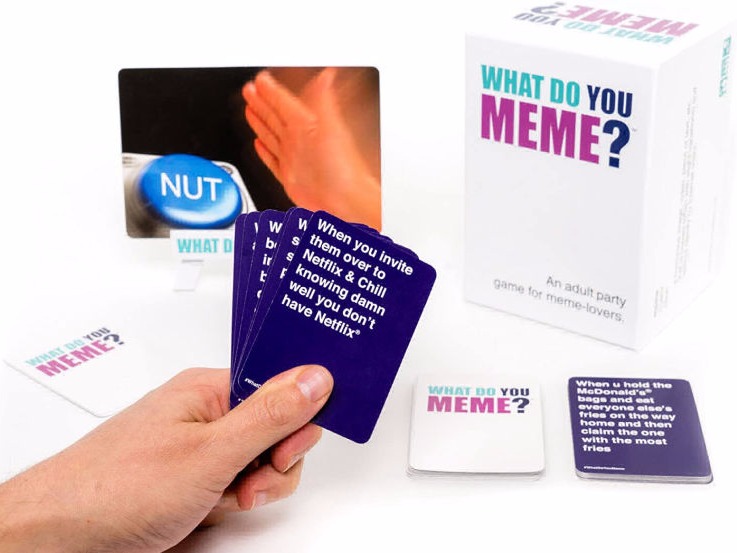 WHAT DO YOU
MEME?
WHAT DO YOU
MEME?™
An adult party
game for meme-lovers.
NUT
WHAT D
When you invite
them over to
Netflix & Chill
knowing damn
well you don't
have Netflix®
WHAT DO YOU
MEME?
WHAT DO YOU
MEME?
When u hold the
McDonald's®
bags and eat
everyone else's
fries on the way
home and then
claim the one
with the most
fries
#WhatDoYouMeme